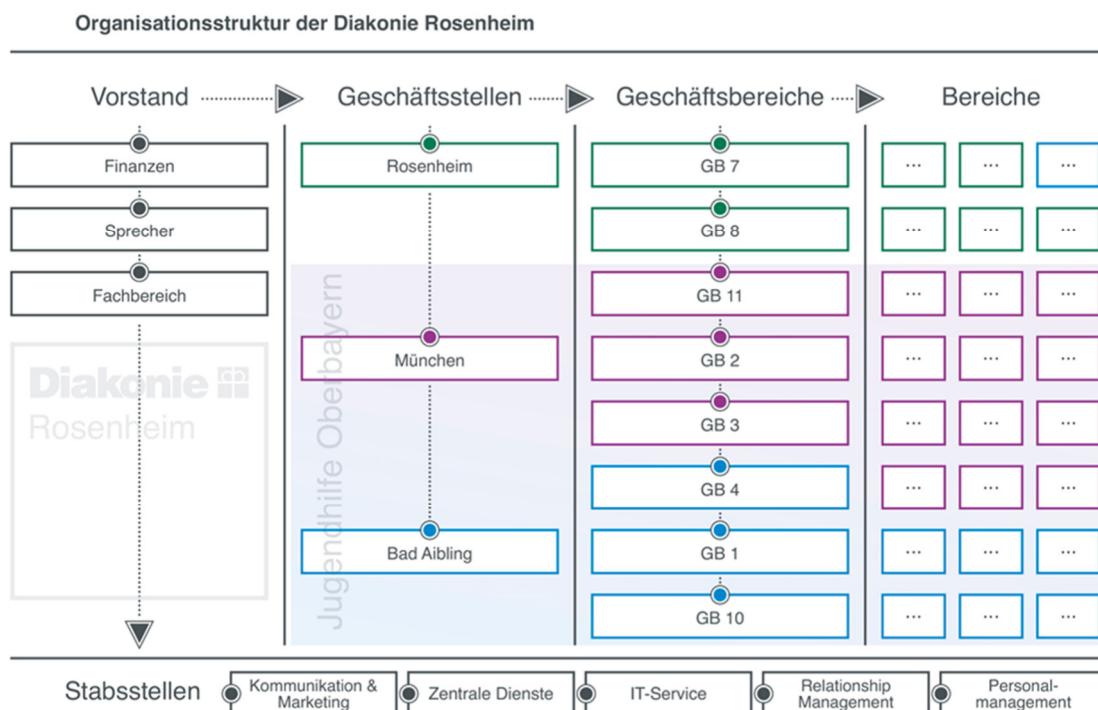 Organisationsstruktur der Diakonie Rosenheim
Vorstand
Geschäftsstellen
Geschäftsbereiche
Bereiche
Finanzen
Rosenheim
GB 7
... ... ...
Sprecher
GB 8
... ... ...
Fachbereich
GB 11
... ... ...
München
GB 2
... ... ...
GB 3
... ... ...
GB 4
... ... ...
Bad Aibling
GB 1
... ... ...
GB 10
... ... ...
Diakonie
Rosenheim
Jugendhilfe Oberbayern
Stabsstellen
Kommunikation &
Marketing
Zentrale Dienste
IT-Service
Relationship
Management
Personal-
management